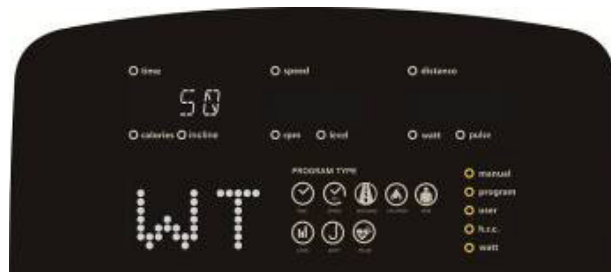 time speed distance
50
calories incline rpm level watt pulse
PROGRAM TYPE
manual
program
user
h.r.c.
watt
WT